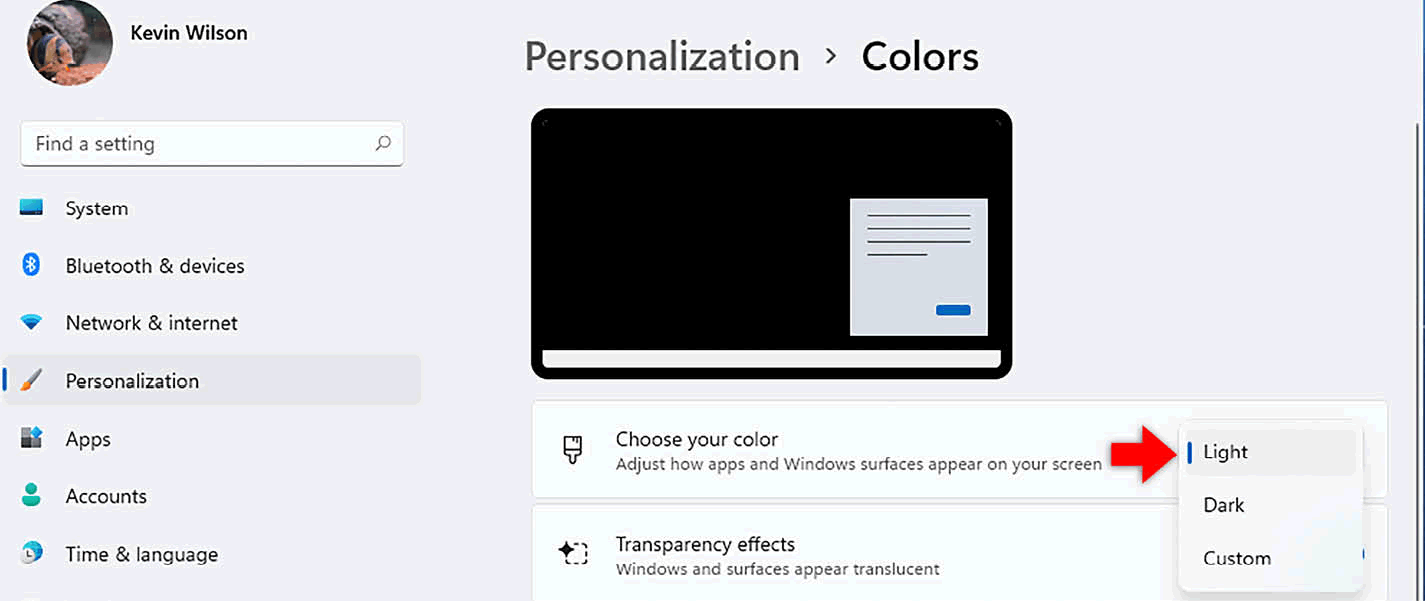 Kevin Wilson
Personalization > Colors
Find a setting
System
Bluetooth & devices
Network & internet
Personalization
Apps
Accounts
Time & language
Choose your color
Adjust how apps and Windows surfaces appear on your screen
Light
Dark
Custom
Transparency effects
Windows and surfaces appear translucent